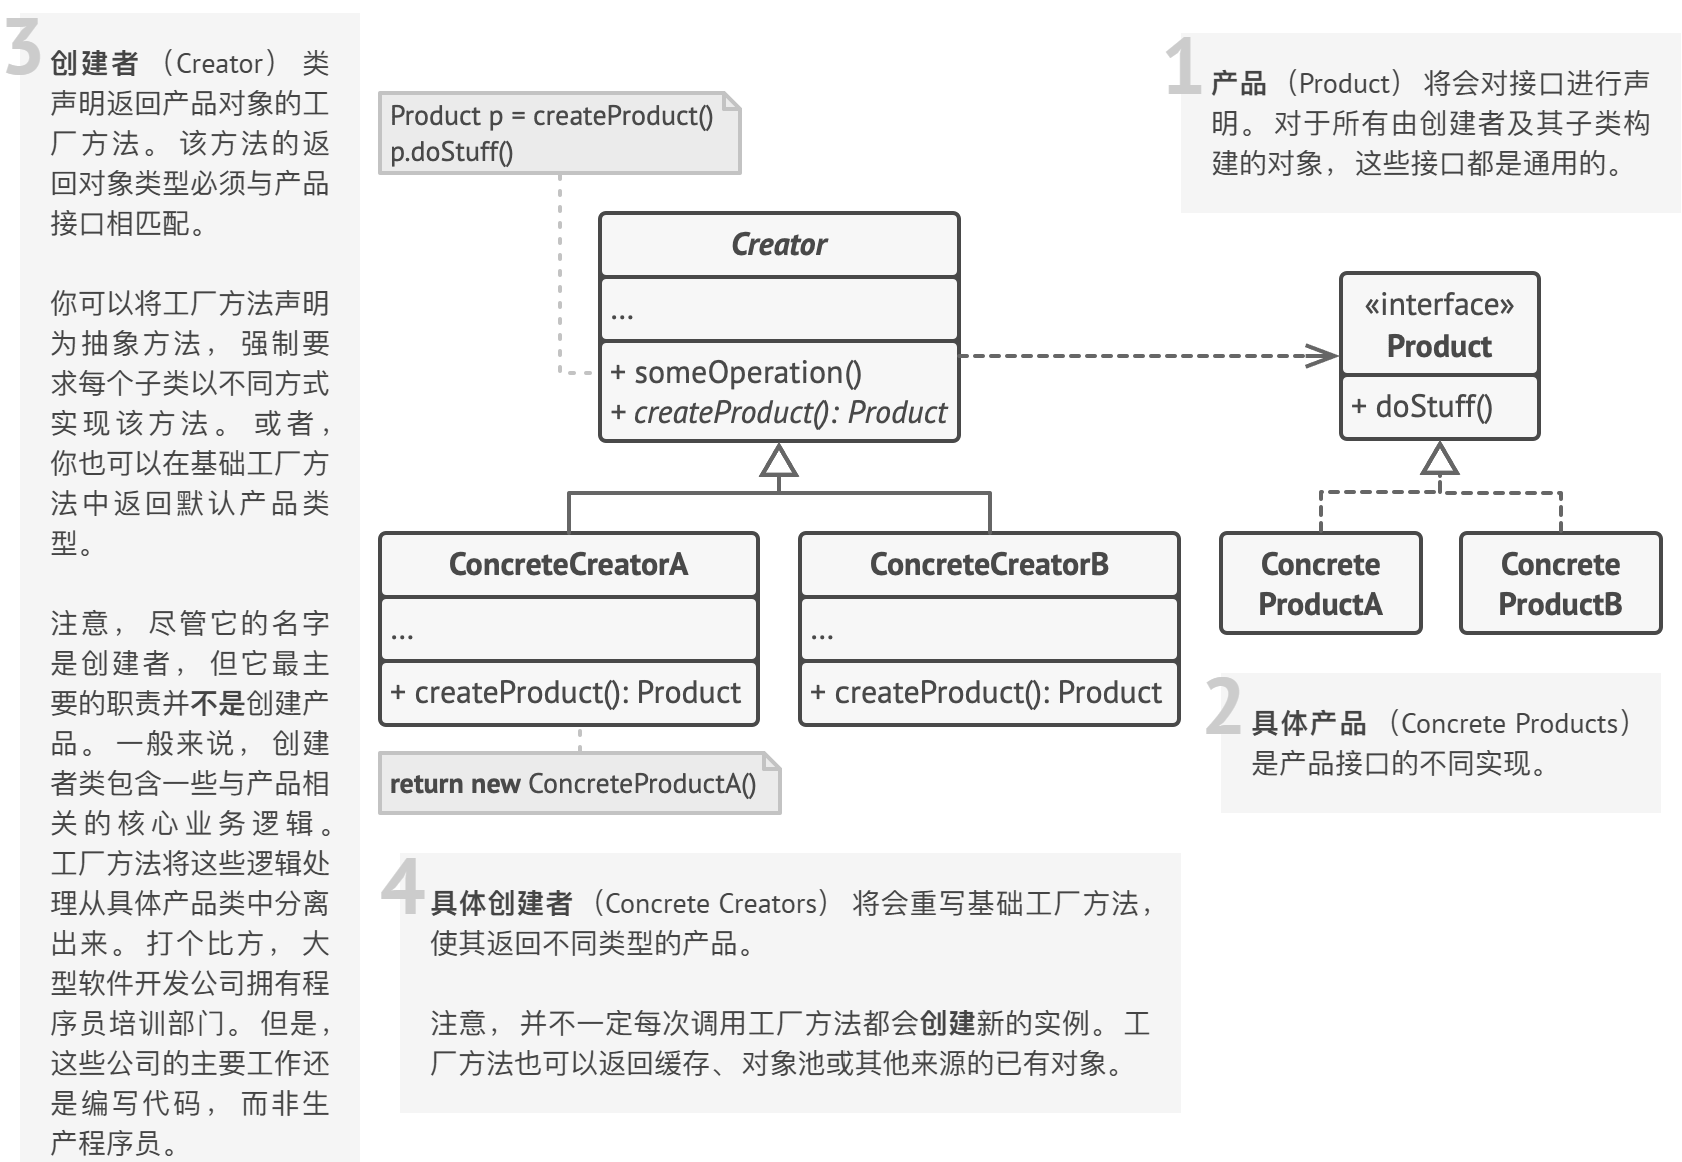 3
创建者 （Creator） 类
声明返回产品对象的工
厂方法。 该方法的返
回对象类型必须与产品
接口相匹配。
你可以将工厂方法声明
为抽象方法， 强制要
求每个子类以不同方式
实现该方法。 或者，
你也可以在基础工厂方
法中返回默认产品类
型。
注意， 尽管它的名字
是创建者， 但它最主
要的职责并不是创建产
品。 一般来说， 创建
者类包含一些与产品相
关的核心业务逻辑。
工厂方法将这些逻辑处
理从具体产品类中分离
出来。 打个比方， 大
型软件开发公司拥有程
序员培训部门。 但是，
这些公司的主要工作还
是编写代码， 而非生
产程序员。
Product p = createProduct()
p.doStuff()
Creator
...
+ someOperation()
+ createProduct(): Product
ConcreteCreatorA
...
+ createProduct(): Product
return new ConcreteProductA()
ConcreteCreatorB
...
+ createProduct(): Product
1
产品 （Product） 将会对接口进行声
明。 对于所有由创建者及其子类构
建的对象， 这些接口都是通用的。
«interface»
Product
+ doStuff()
Concrete
ProductA
Concrete
ProductB
2
具体产品 （Concrete Products）
是产品接口的不同实现。
4
具体创建者 （Concrete Creators） 将会重写基础工厂方法，
使其返回不同类型的产品。
注意， 并不一定每次调用工厂方法都会创建新的实例。 工
厂方法也可以返回缓存、 对象池或其他来源的已有对象。